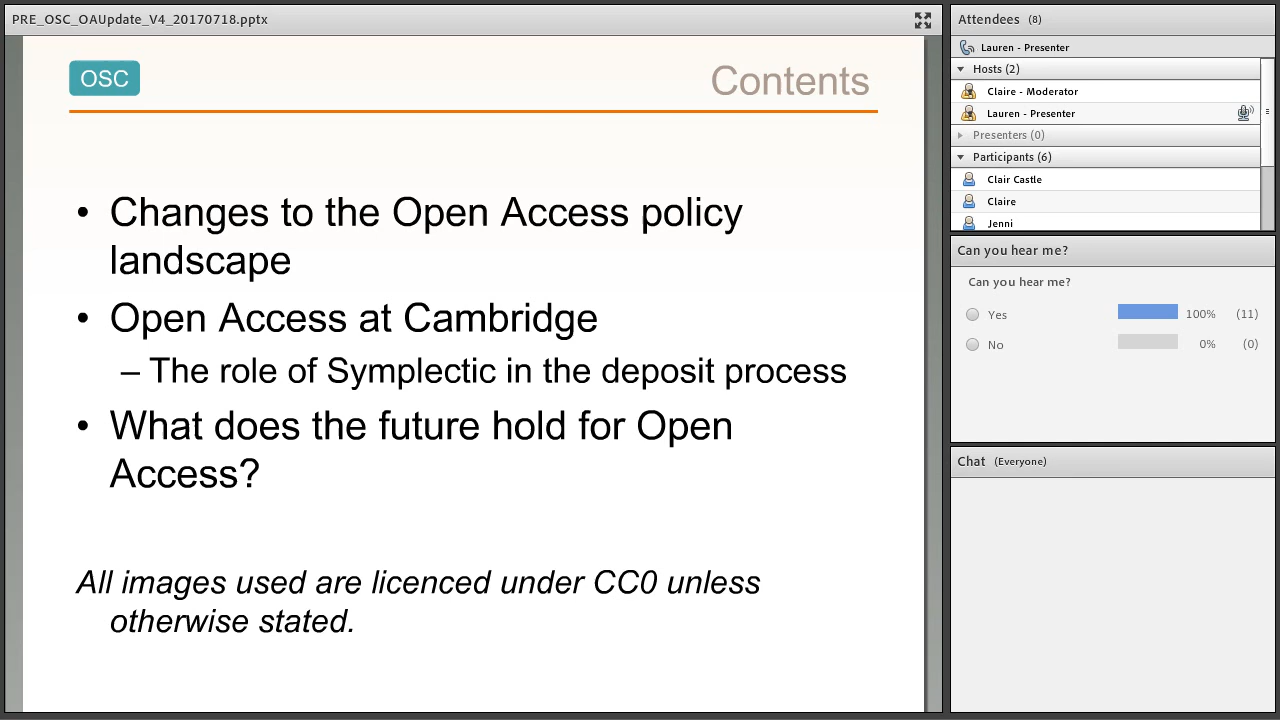 PRE_OSC_OAUpdate_V4_20170718.pptx
OSC
Contents
• Changes to the Open Access policy
landscape
• Open Access at Cambridge
– The role of Symplectic in the deposit process
• What does the future hold for Open
Access?
All images used are licenced under CC0 unless
otherwise stated.
Attendees (8)
Lauren - Presenter
Hosts (2)
Claire - Moderator
Lauren - Presenter
Presenters (0)
Participants (6)
Clair Castle
Claire
Jenni
Can you hear me?
Can you hear me?
Yes 100% (11)
No 0% (0)
Chat (Everyone)